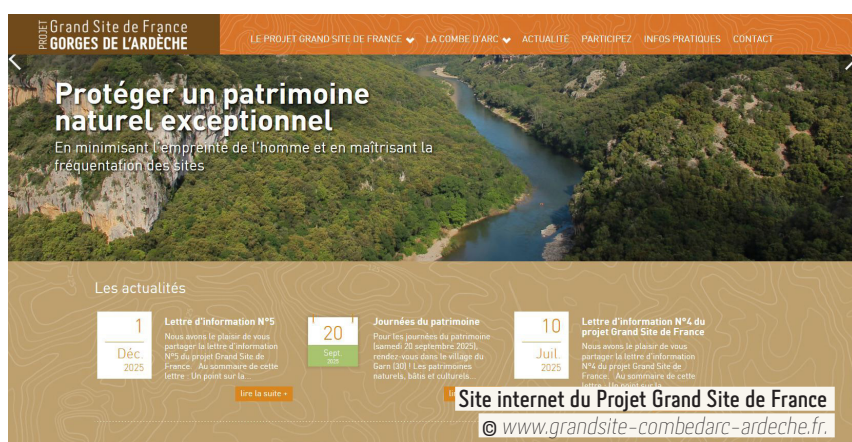 PROJET
Grand Site de France
GORGES DE L'ARDÈCHE
LE PROJET GRAND SITE DE FRANCE
LA COMBE D'ARC
ACTUALITÉ
PARTICIPEZ
INFOS PRATIQUES
CONTACT
Protéger un patrimoine
naturel exceptionnel
En minimisant l'empreinte de l'homme et en maîtrisant la
fréquentation des sites
Les actualités
1
Déc.
2025
Lettre d'information N°5
Nous avons le plaisir de vous
partager la lettre d'information
N°5 du projet Grand Site de
France. Au sommaire de cette
lettre : Un point sur la...
lire la suite +
20
Sept.
2025
Journées du patrimoine
Pour les journées du patrimoine
(samedi 20 septembre 2025),
rendez-vous dans le village du
Garn (30) ! Les patrimoines
naturels, bâtis et culturels...
10
Juil.
2025
Lettre d'information N°4 du
projet Grand Site de France
Nous avons le plaisir de vous
partager la lettre d'information
N°4 du projet Grand Site de
France. Au sommaire de cette
Site internet du Projet Grand Site de France
© www.grandsite-combedarc-ardeche.fr.